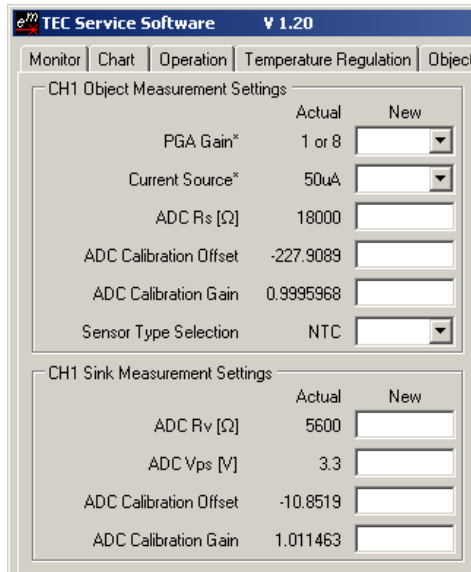 em TEC Service Software V 1.20
Monitor Chart Operation Temperature Regulation Object
CH1 Object Measurement Settings
Actual New
PGA Gain* 1 or 8
Current Source* 50uA
ADC Rs [Ω] 18000
ADC Calibration Offset -227.9089
ADC Calibration Gain 0.9995968
Sensor Type Selection NTC
CH1 Sink Measurement Settings
Actual New
ADC Rv [Ω] 5600
ADC Vps [V] 3.3
ADC Calibration Offset -10.8519
ADC Calibration Gain 1.011463